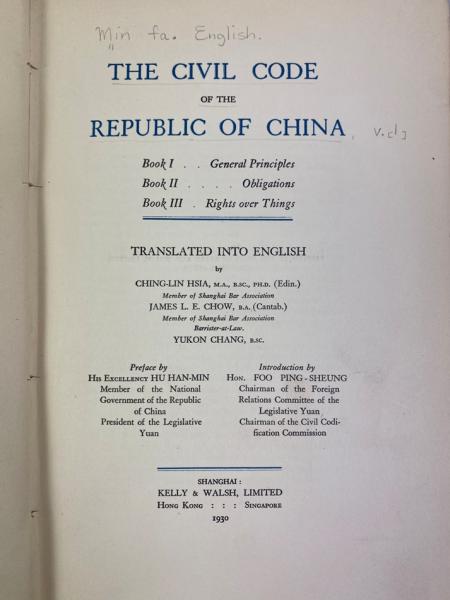 Min fa. English.
THE CIVIL CODE
OF THE
REPUBLIC OF CHINA
v.[1]
Book I . . General Principles
Book II . . . . Obligations
Book III . Rights over Things
TRANSLATED INTO ENGLISH
by
CHING-LIN HSIA, M.A., B.SC., PH.D. (Edin.)
Member of Shanghai Bar Association
JAMES L. E. CHOW, B.A. (Cantab.)
Member of Shanghai Bar Association
Barrister-at-Law.
YUKON CHANG, B.SC.
Preface by
HIS EXCELLENCY HU HAN-MIN
Member of the National
Government of the Republic
of China
President of the Legislative
Yuan
Introduction by
HON. FOO PING-SHEUNG
Chairman of the Foreign
Relations Committee of the
Legislative Yuan
Chairman of the Civil Codi-
fication Commission
SHANGHAI :
KELLY & WALSH, LIMITED
HONG KONG : : : SINGAPORE
1930